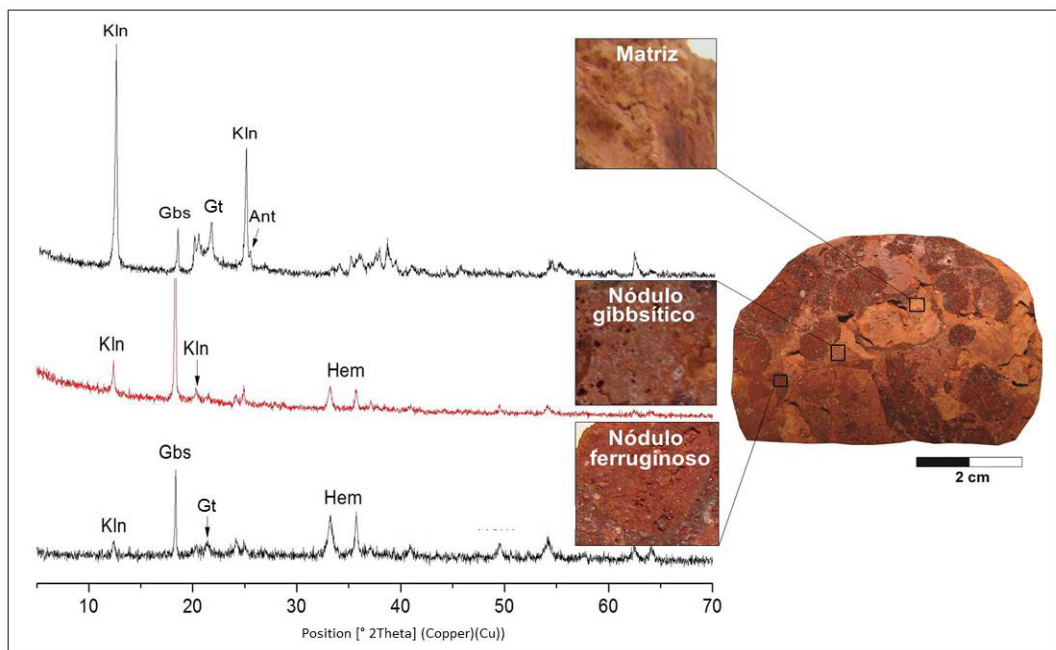 Kln
Kln
Gbs
Gt
Ant
Matriz
Kln
Kln
Hem
Nódulo
gibbsítico
Kln
Gbs
Gt
Hem
Nódulo
ferruginoso
2 cm
10 20 30 40 50 60 70
Position [° 2Theta] (Copper)(Cu))